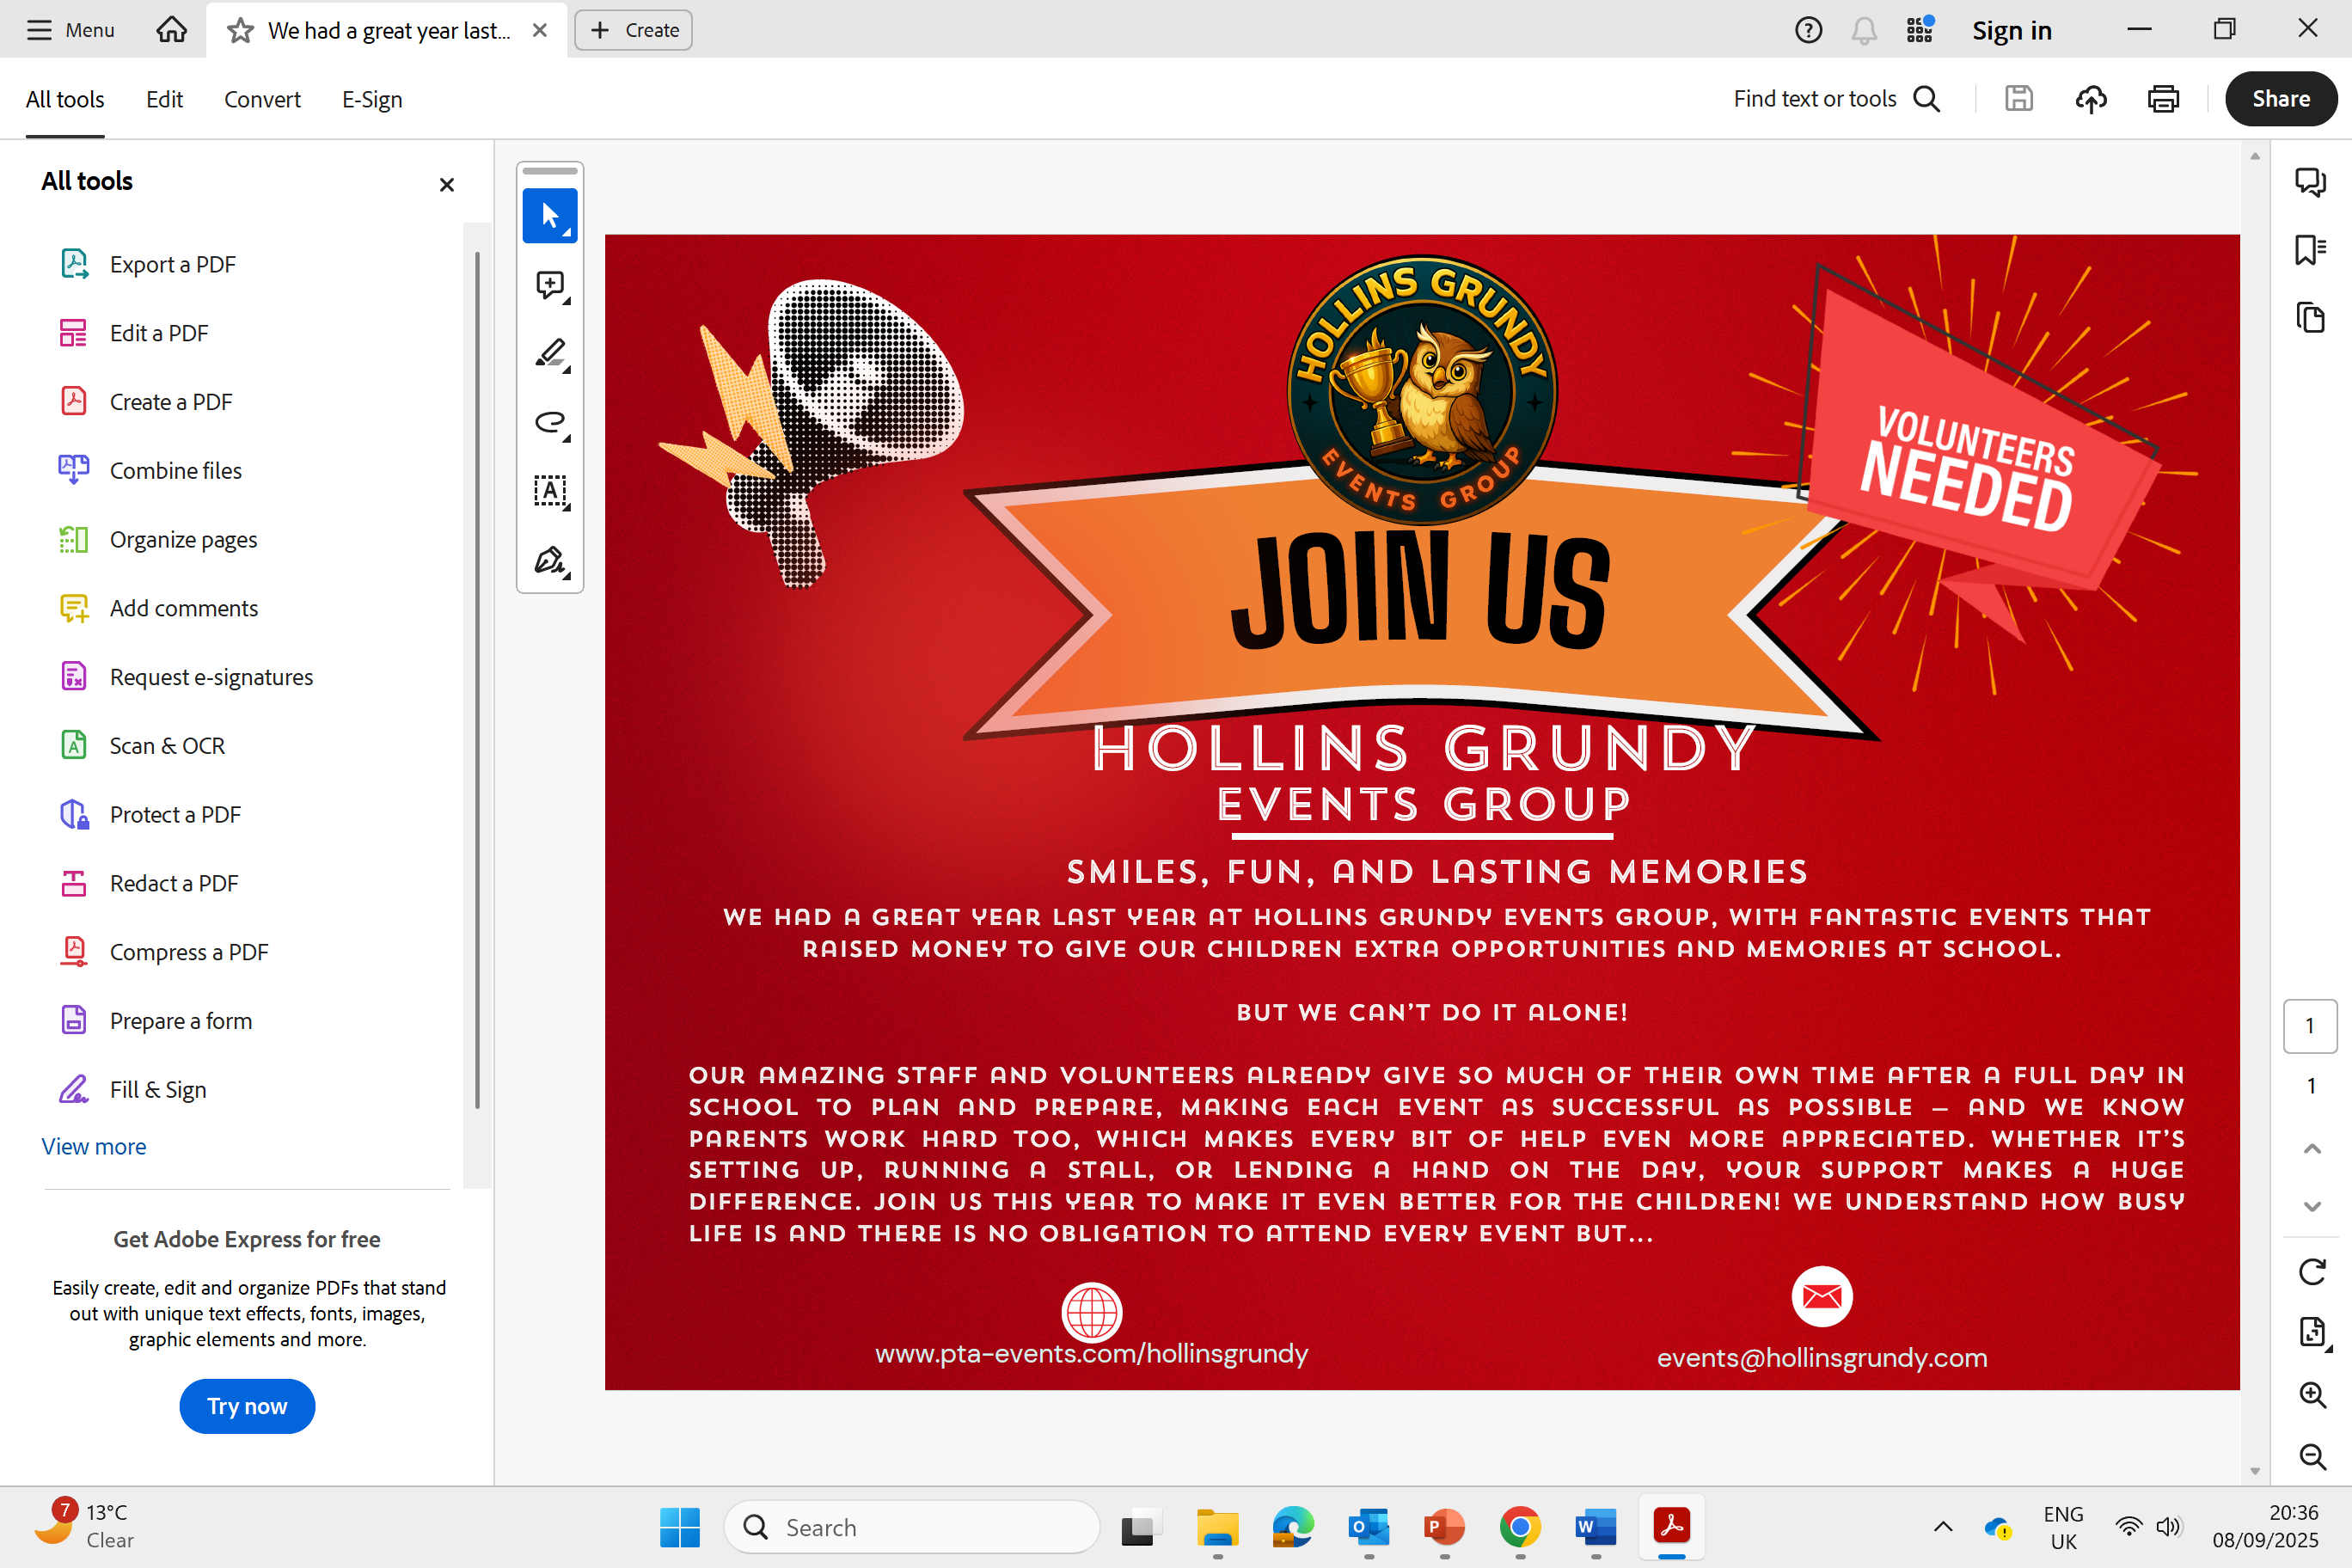 Menu
We had a great year last...
Create
Sign in
All tools
Edit
Convert
E-Sign
Find text or tools
Share
All tools
Export a PDF
Edit a PDF
Create a PDF
Combine files
Organize pages
Add comments
Request e-signatures
Scan & OCR
Protect a PDF
Redact a PDF
Compress a PDF
Prepare a form
Fill & Sign
View more
Get Adobe Express for free
Easily create, edit and organize PDFs that stand
out with unique text effects, fonts, images,
graphic elements and more.
Try now
HOLLINS GRUNDY
EVENTS GROUP
VOLUNTEERS
NEEDED
JOIN US
HOLLINS GRUNDY
EVENTS GROUP
SMILES, FUN, AND LASTING MEMORIES
WE HAD A GREAT YEAR LAST YEAR AT HOLLINS GRUNDY EVENTS GROUP, WITH FANTASTIC EVENTS THAT
RAISED MONEY TO GIVE OUR CHILDREN EXTRA OPPORTUNITIES AND MEMORIES AT SCHOOL.
BUT WE CAN'T DO IT ALONE!
OUR AMAZING STAFF AND VOLUNTEERS ALREADY GIVE SO MUCH OF THEIR OWN TIME AFTER A FULL DAY IN
SCHOOL TO PLAN AND PREPARE, MAKING EACH EVENT AS SUCCESSFUL AS POSSIBLE – AND WE KNOW
PARENTS WORK HARD TOO, WHICH MAKES EVERY BIT OF HELP EVEN MORE APPRECIATED. WHETHER IT'S
SETTING UP, RUNNING A STALL, OR LENDING A HAND ON THE DAY, YOUR SUPPORT MAKES A HUGE
DIFFERENCE. JOIN US THIS YEAR TO MAKE IT EVEN BETTER FOR THE CHILDREN! WE UNDERSTAND HOW BUSY
LIFE IS AND THERE IS NO OBLIGATION TO ATTEND EVERY EVENT BUT...
www.pta-events.com/hollinsgrundy
events@hollinsgrundy.com
1
1
7
13°C
Clear
Search
ENG
UK
20:36
08/09/2025